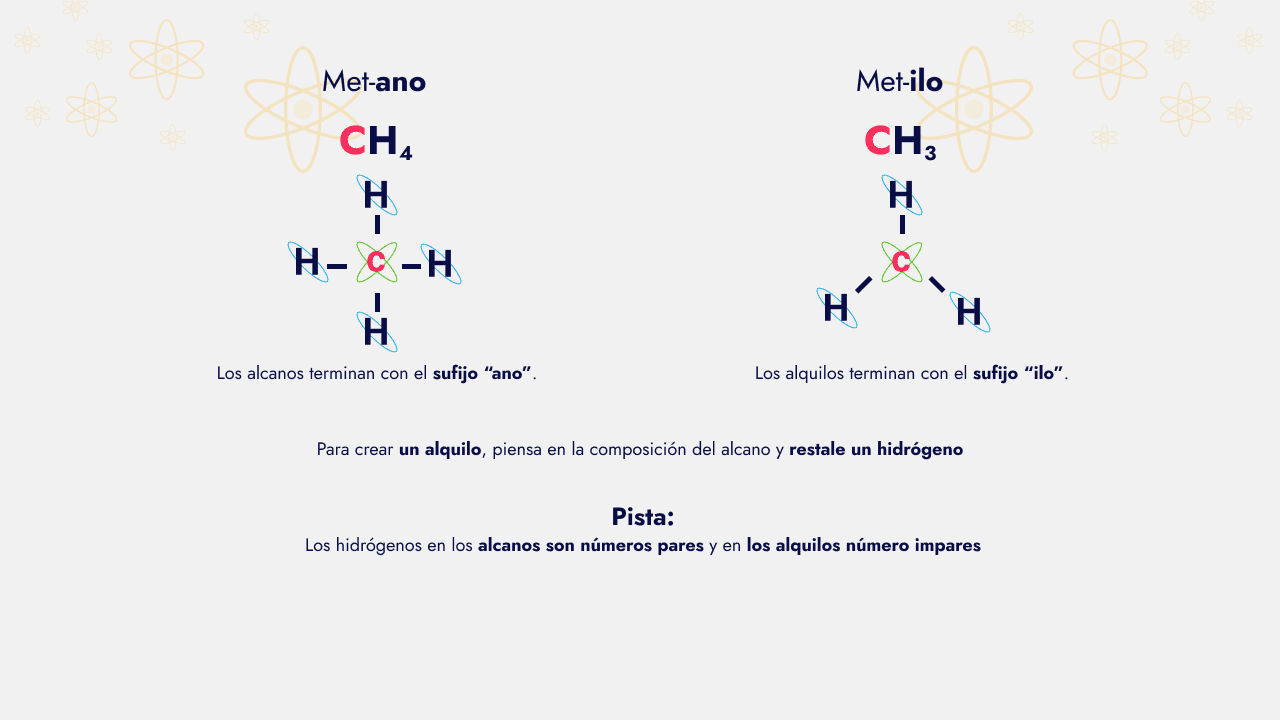 Met-ano
Met-ilo
CH₄
CH₃
H
H
H C H
C
H
H H
Los alcanos terminan con el sufijo “ano”.
Los alquilos terminan con el sufijo “ilo”.
Para crear un alquilo, piensa en la composición del alcano y restale un hidrógeno
Pista:
Los hidrógenos en los alcanos son números pares y en los alquilos número impares